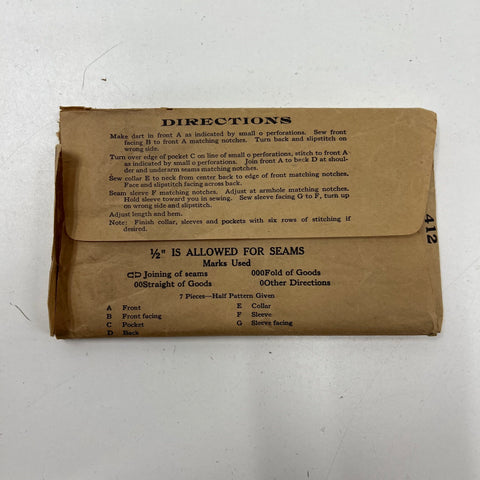 DIRECTIONS
Make dart in front A as indicated by small o perforations. Sew front
facing B to front A matching notches. Turn back and slipstitch on
wrong side.
Turn over edge of pocket C on line of small o perforations, stitch to front A
as indicated by small o perforations. Join front A to back D at shoul-
der and underarm seams matching notches.
Sew collar E to neck from center back to edge of front matching notches.
Face and slipstitch facing across back.
Seam sleeve F matching notches. Adjust at armhole matching notches.
Hold sleeve toward you in sewing. Sew sleeve facing G to F, turn up
on wrong side and slipstitch.
Adjust length and hem.
Note: Finish collar, sleeves and pockets with six rows of stitching if
desired.
½" IS ALLOWED FOR SEAMS
Marks Used
Joining of seams 000Fold of Goods
00Straight of Goods 0Other Directions
7 Pieces—Half Pattern Given
A Front E Collar
B Front facing F Sleeve
C Pocket G Sleeve facing
D Back
412